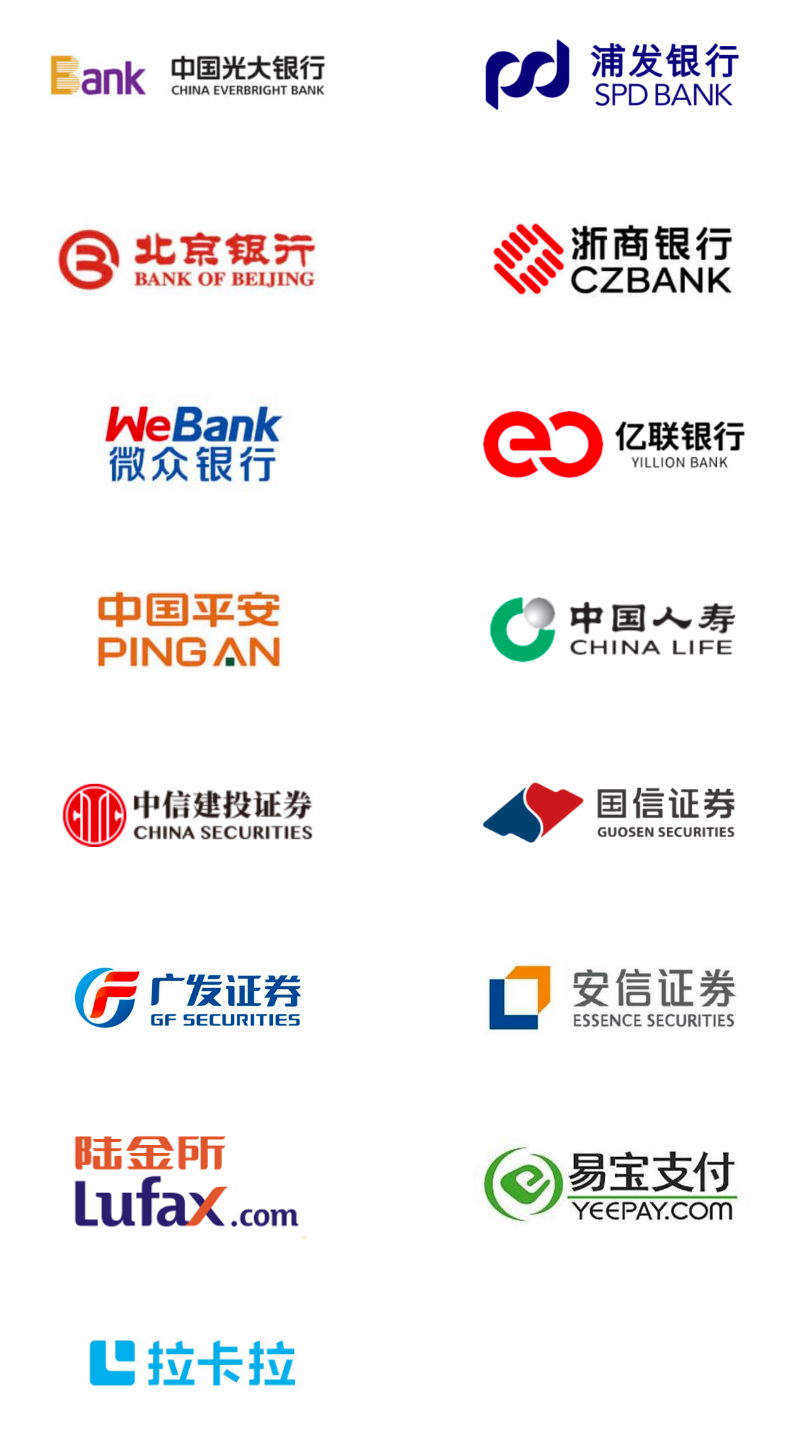 Bank
中国光大银行
CHINA EVERBRIGHT BANK
浦发银行
SPD BANK
北京银行
BANK OF BEIJING
浙商银行
CZBANK
WeBank
微众银行
亿联银行
YILLION BANK
中国平安
PING AN
中国人寿
CHINA LIFE
中信建投证券
CHINA SECURITIES
国信证券
GUOSEN SECURITIES
广发证券
GF SECURITIES
安信证券
ESSENCE SECURITIES
陆金所
Lufax.com
易宝支付
YEEPAY.COM
拉卡拉